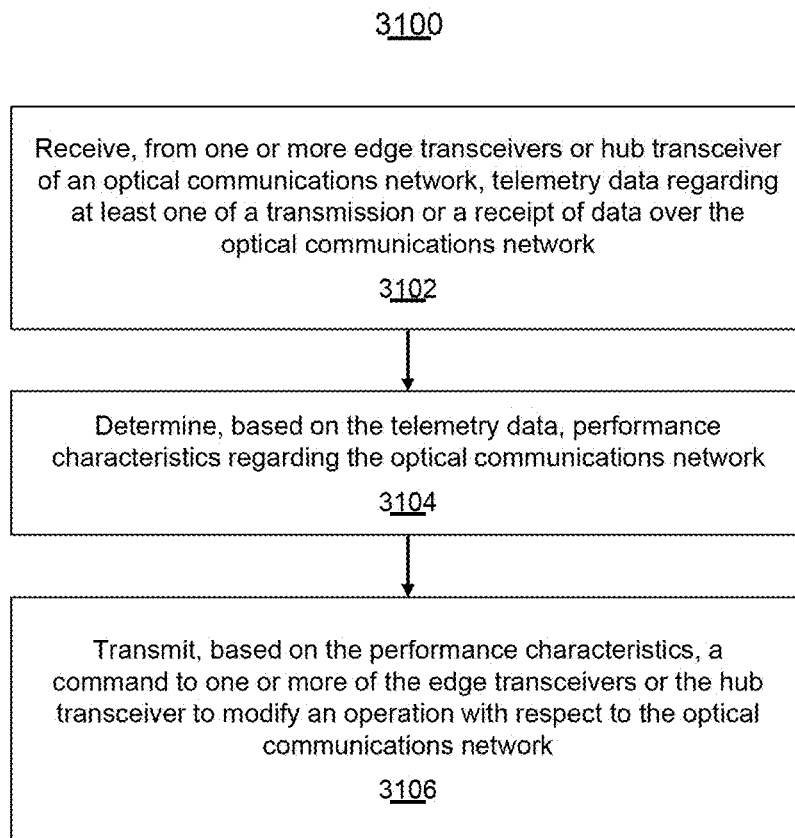 3100
Receive, from one or more edge transceivers or hub transceiver
of an optical communications network, telemetry data regarding
at least one of a transmission or a receipt of data over the
optical communications network
3102
Determine, based on the telemetry data, performance
characteristics regarding the optical communications network
3104
Transmit, based on the performance characteristics, a
command to one or more of the edge transceivers or the hub
transceiver to modify an operation with respect to the optical
communications network
3106